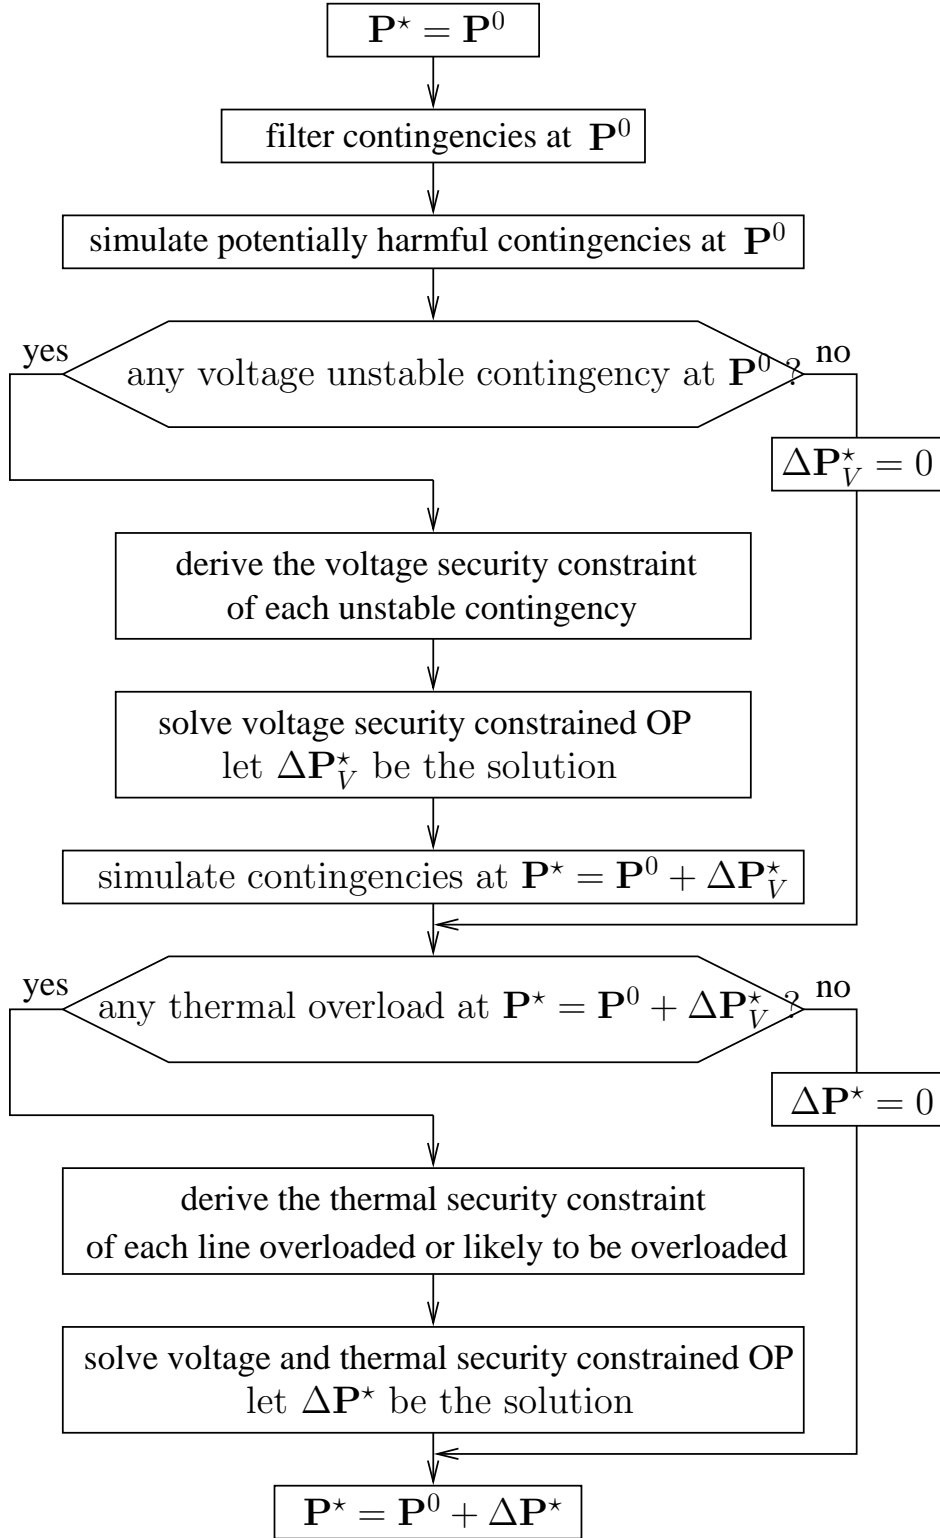 P⋆ = P⁰
filter contingencies at P⁰
simulate potentially harmful contingencies at P⁰
yes
any voltage unstable contingency at P⁰ ?
no
ΔP⋆_V = 0
derive the voltage security constraint
of each unstable contingency
solve voltage security constrained OP
let ΔP⋆_V be the solution
simulate contingencies at P⋆ = P⁰ + ΔP⋆_V
yes
any thermal overload at P⋆ = P⁰ + ΔP⋆_V ?
no
ΔP⋆ = 0
derive the thermal security constraint
of each line overloaded or likely to be overloaded
solve voltage and thermal security constrained OP
let ΔP⋆ be the solution
P⋆ = P⁰ + ΔP⋆